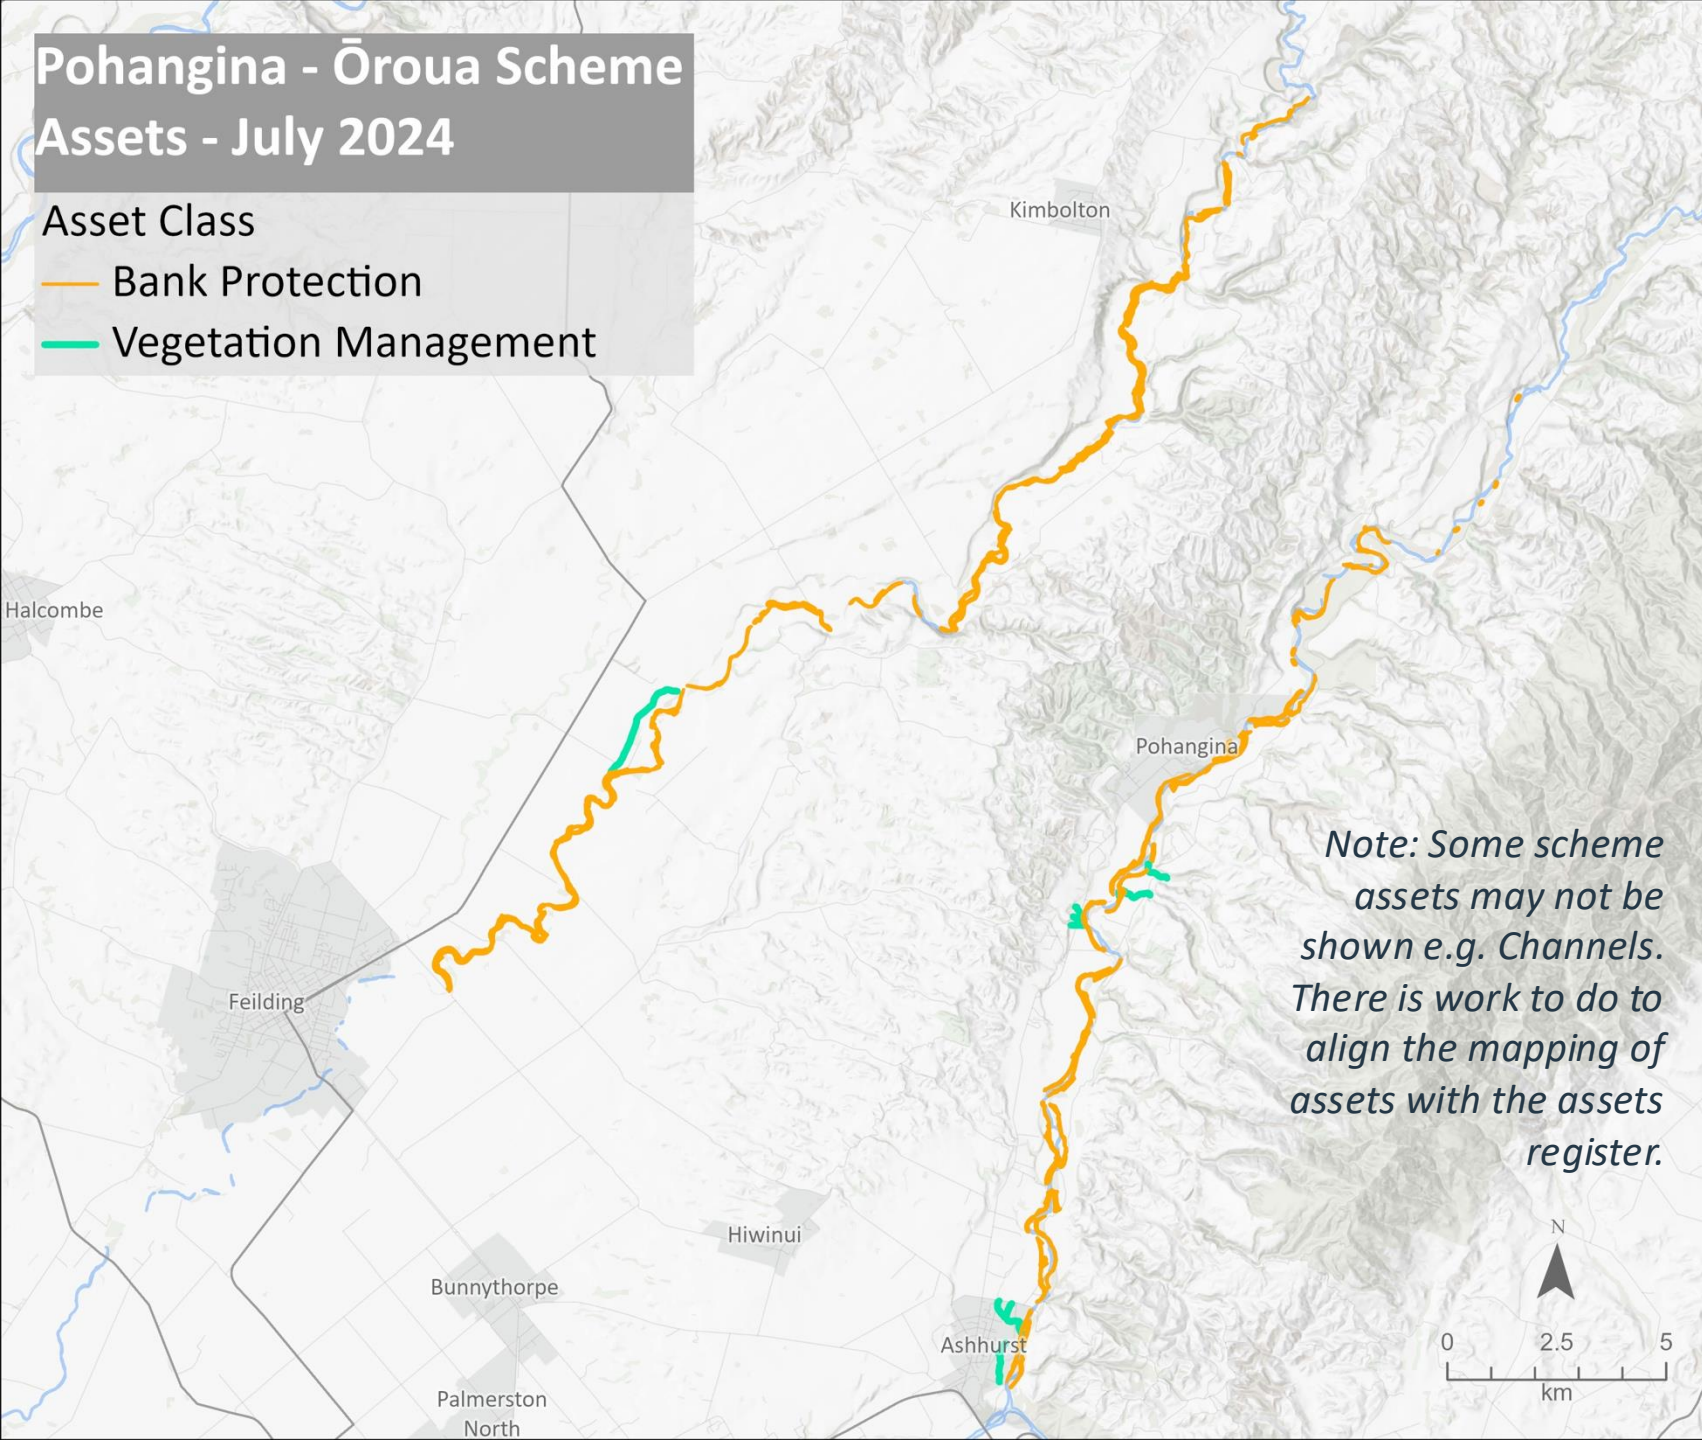 Pohangina - Ōroua Scheme
Assets - July 2024
Asset Class
Bank Protection
Vegetation Management
Kimbolton
Halcombe
Pohangina
Note: Some scheme
assets may not be
shown e.g. Channels.
There is work to do to
align the mapping of
assets with the assets
register.
Feilding
Hiwinui
Bunnythorpe
Ashhurst
Palmerston
North
N
0 2.5 5
km